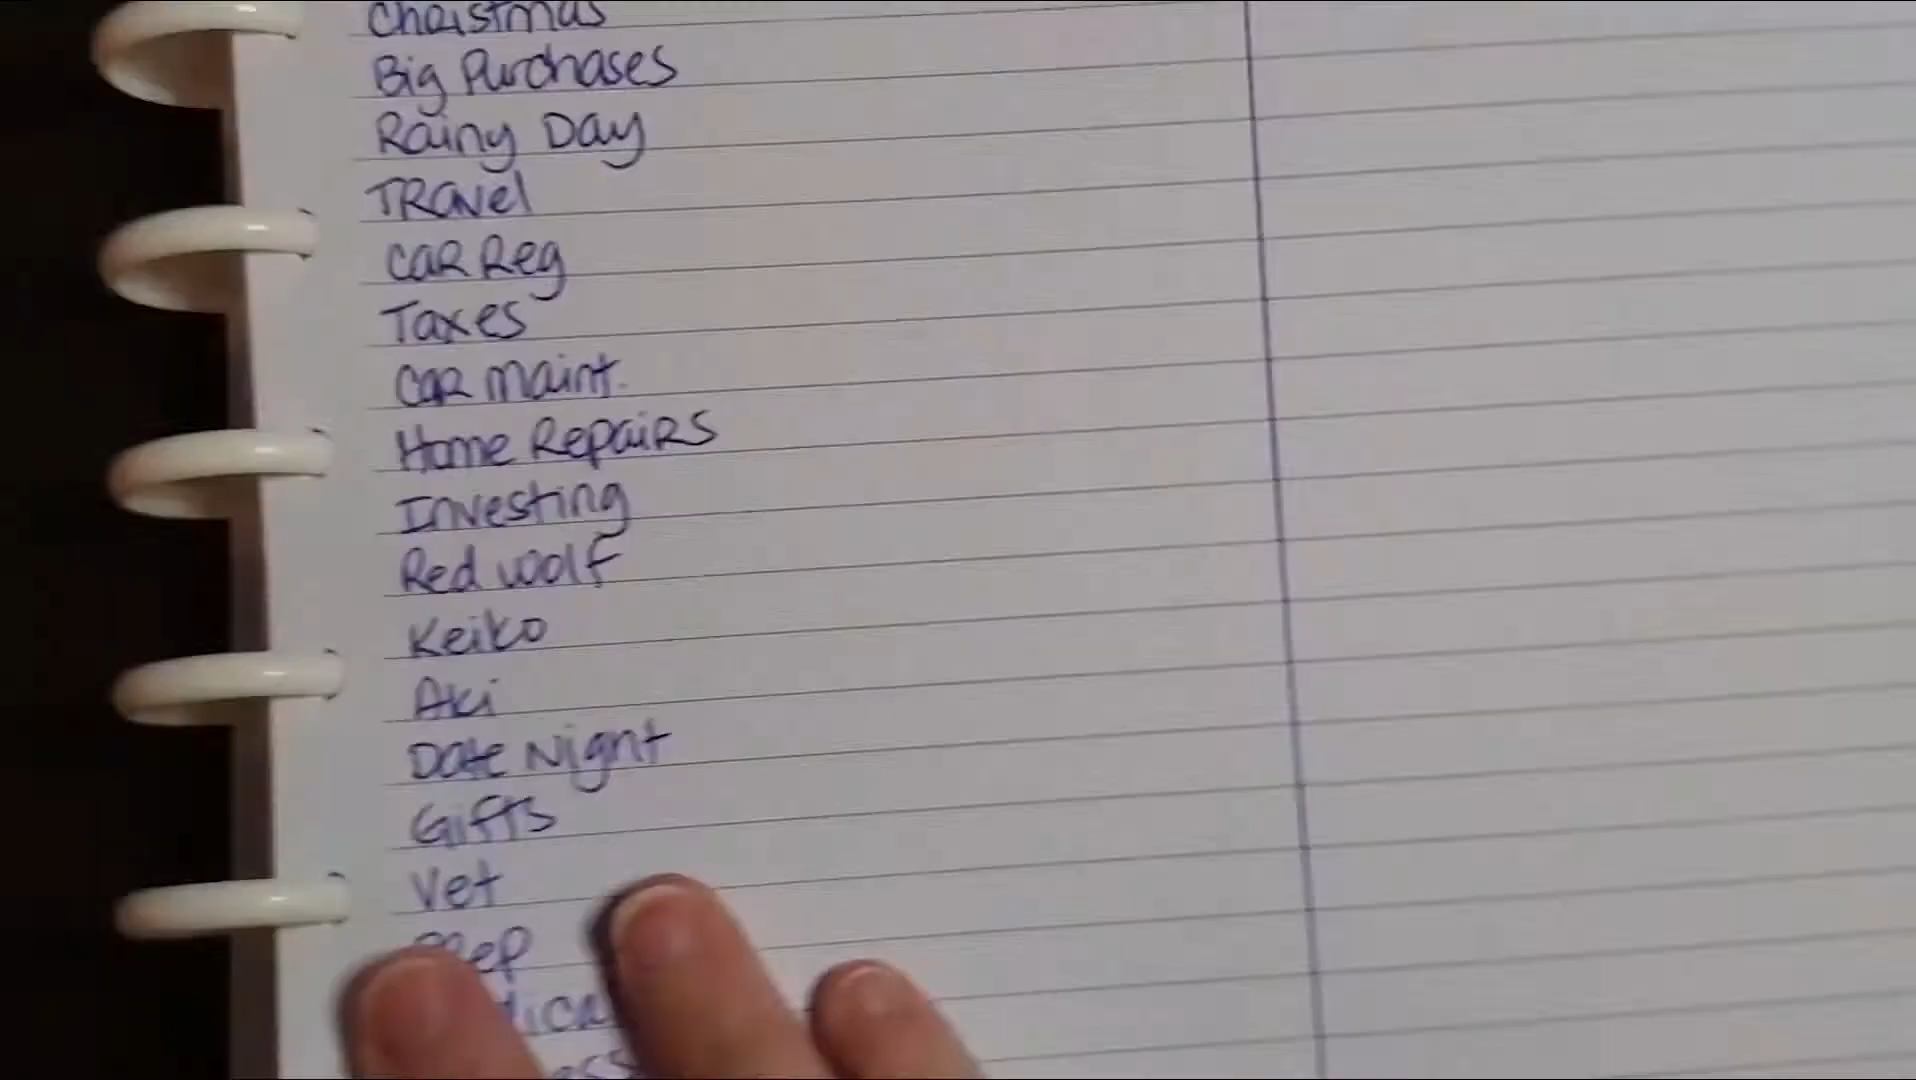 Christmas
Big Purchases
Rainy Day
TRavel
CaR Reg
Taxes
CaR Maint.
Home RepaiRs
Investing
Red Wolf
Keiko
Aki
Date Night
Gifts
Vet